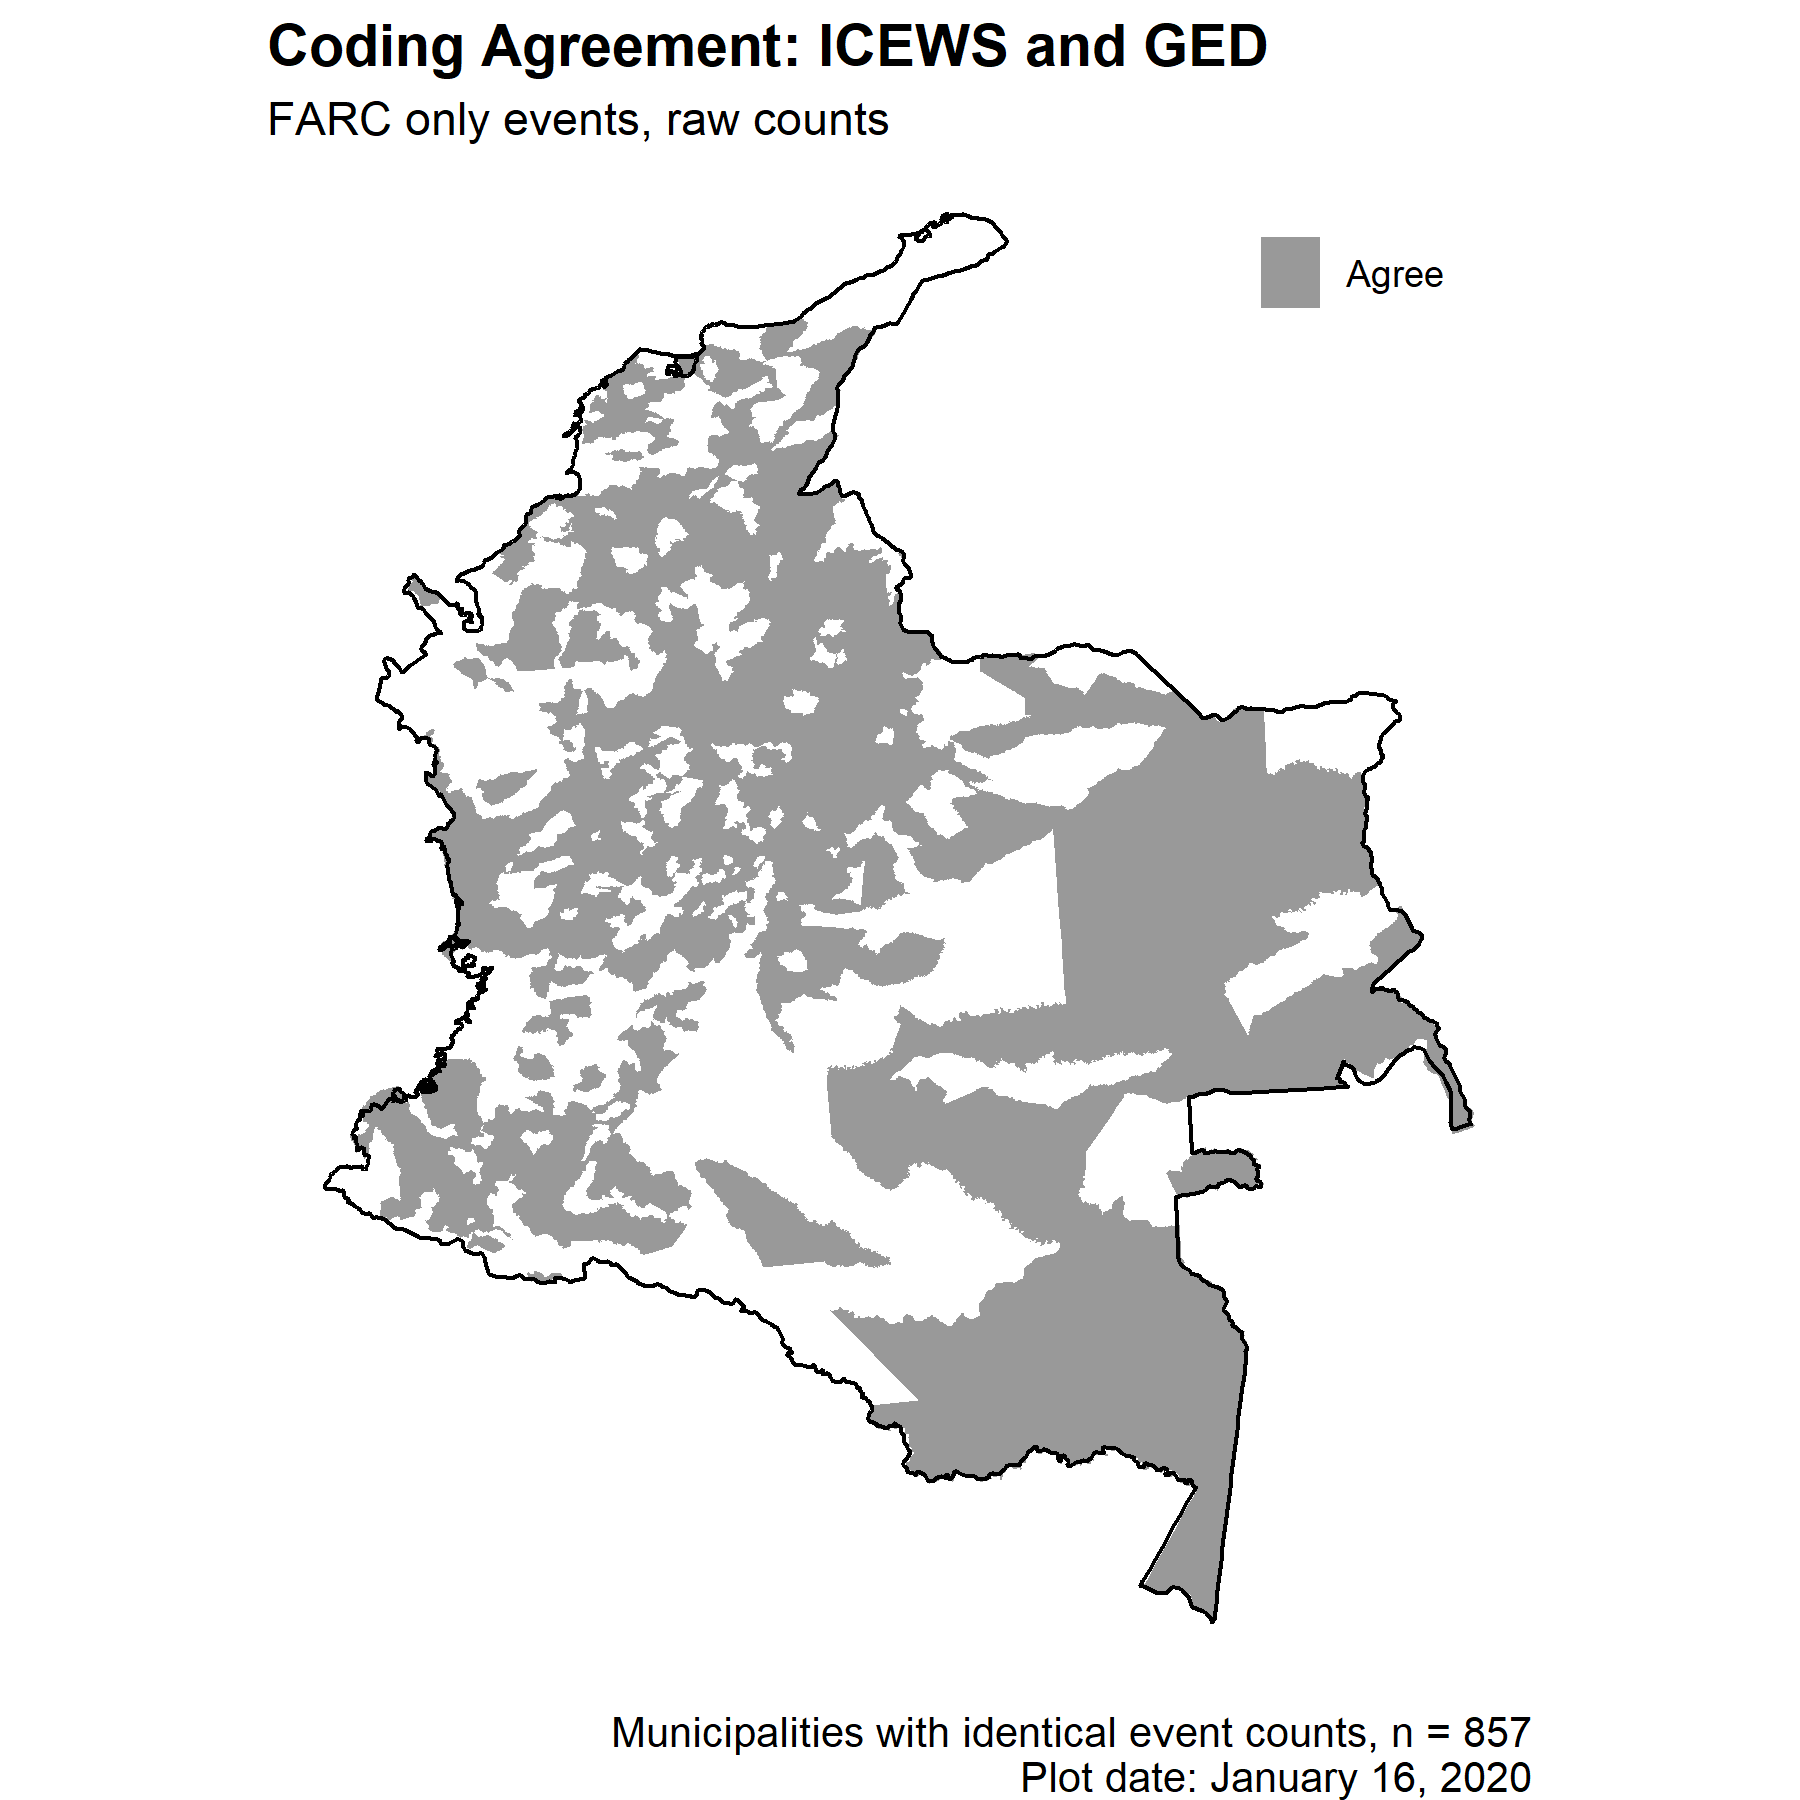 Coding Agreement: ICEWS and GED
FARC only events, raw counts
Agree
Municipalities with identical event counts, n = 857
Plot date: January 16, 2020